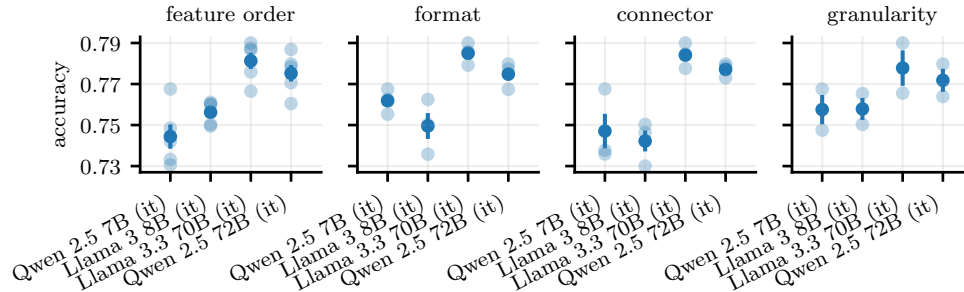 feature order
format
connector
granularity
accuracy
0.79
0.77
0.75
0.73
Qwen 2.5 7B (it)
Llama 3 8B (it)
Llama 3.3 70B (it)
Qwen 2.5 72B (it)
Qwen 2.5 7B (it)
Llama 3 8B (it)
Llama 3.3 70B (it)
Qwen 2.5 72B (it)
Qwen 2.5 7B (it)
Llama 3 8B (it)
Llama 3.3 70B (it)
Qwen 2.5 72B (it)
Qwen 2.5 7B (it)
Llama 3 8B (it)
Llama 3.3 70B (it)
Qwen 2.5 72B (it)